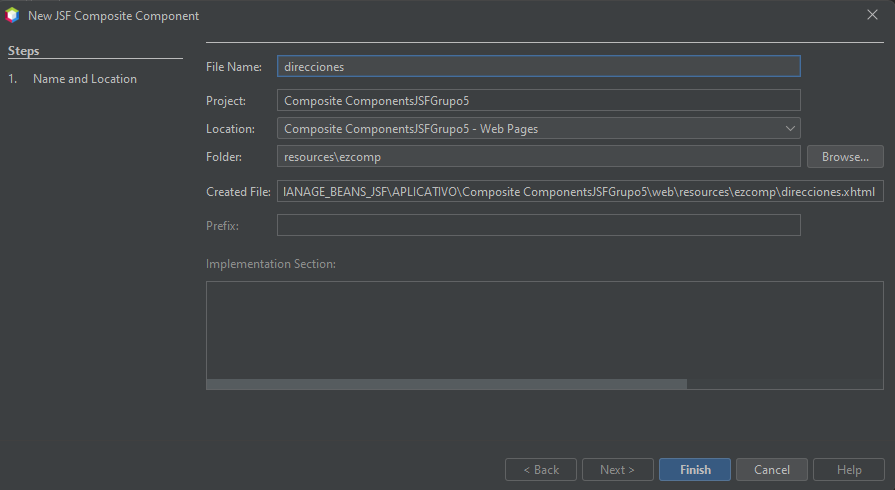 New JSF Composite Component
Steps
1. Name and Location
File Name: direcciones
Project: Composite ComponentsJSFGrupo5
Location: Composite ComponentsJSFGrupo5 - Web Pages
Folder: resources\ezcomp Browse...
Created File: IANAGE_BEANS_JSF\APLICATIVO\Composite ComponentsJSFGrupo5\web\resources\ezcomp\direcciones.xhtml
Prefix:
Implementation Section:
< Back Next > Finish Cancel Help